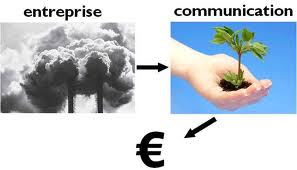 entreprise
communication
€